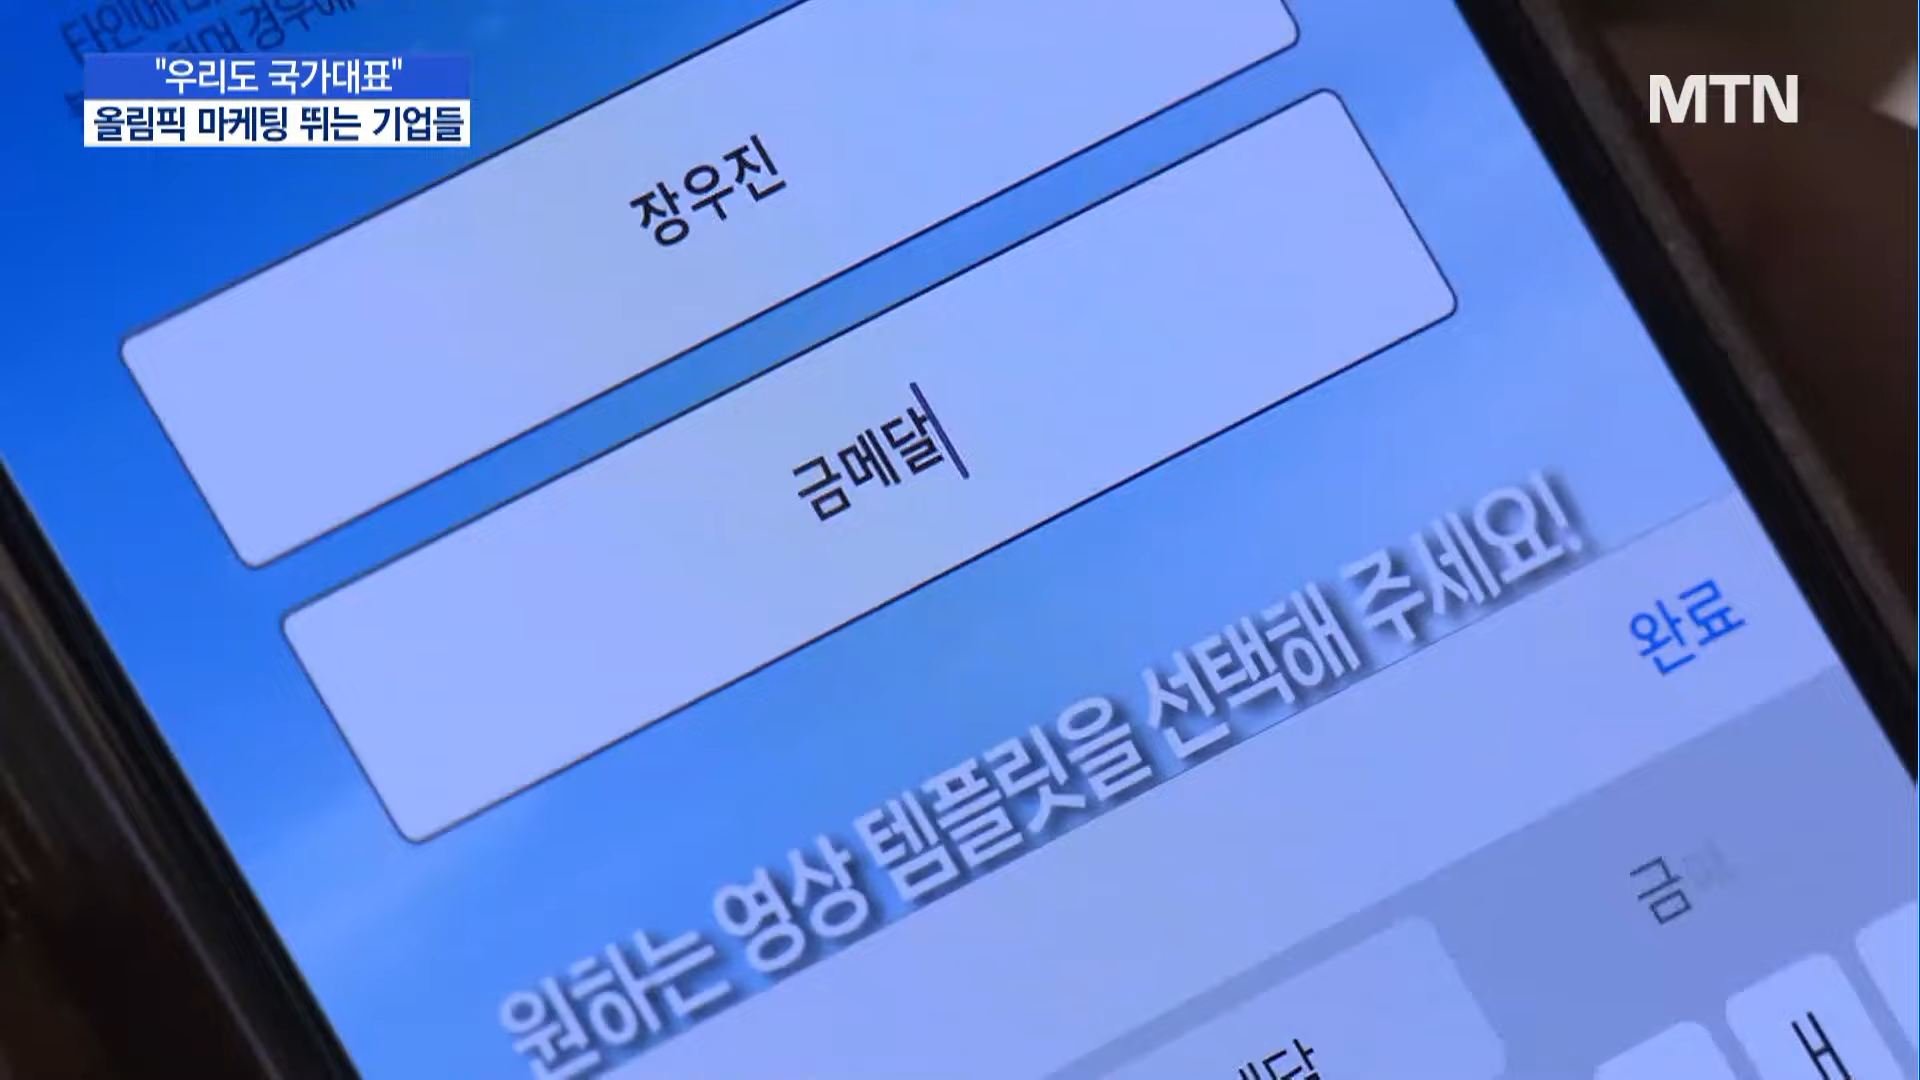 "우리도 국가대표"
올림픽 마케팅 뛰는 기업들
MTN
장우진
금메달
원하는 영상 템플릿을 선택해 주세요!
완료
금메
ㅐ